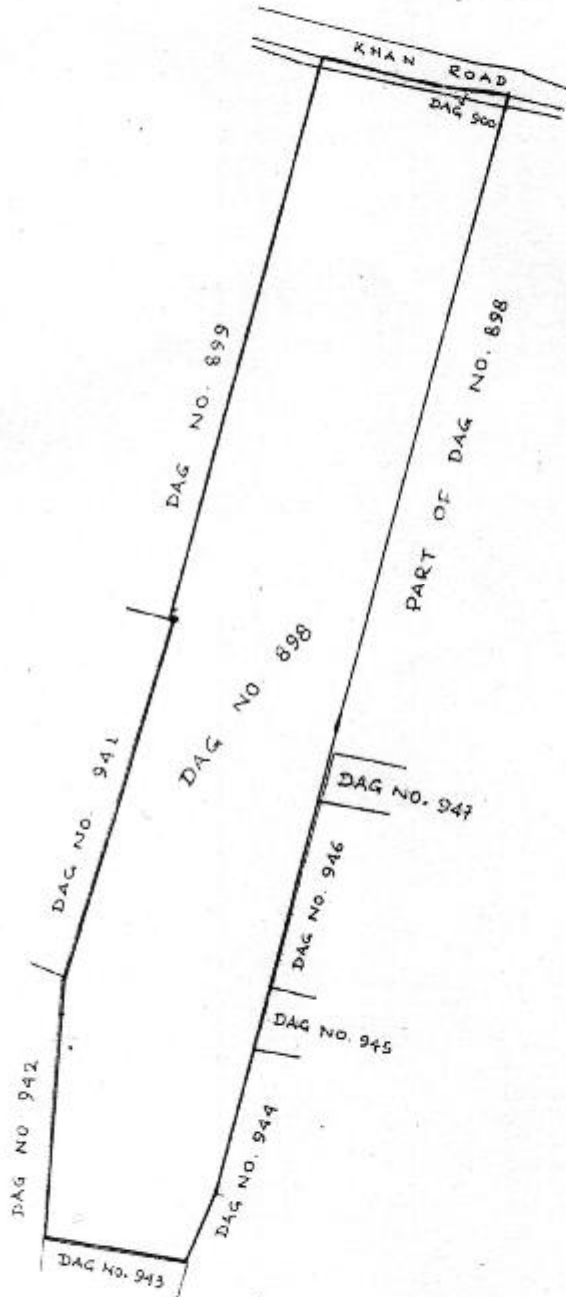 KHAN ROAD
DAG 900
DAG NO. 899
PART OF DAG NO. 898
DAG NO. 898
DAG NO. 941
DAG NO. 947
DAG NO. 946
DAG NO. 945
DAG NO 942
DAG NO. 944
DAG NO. 943